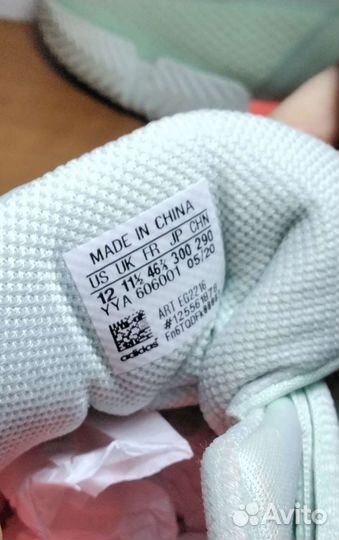 MADE IN CHINA
US UK FR JP CHN
12 11½ 46⅔ 300 290
YYA 606001 05/20
ART EG2216
adidas
Avito